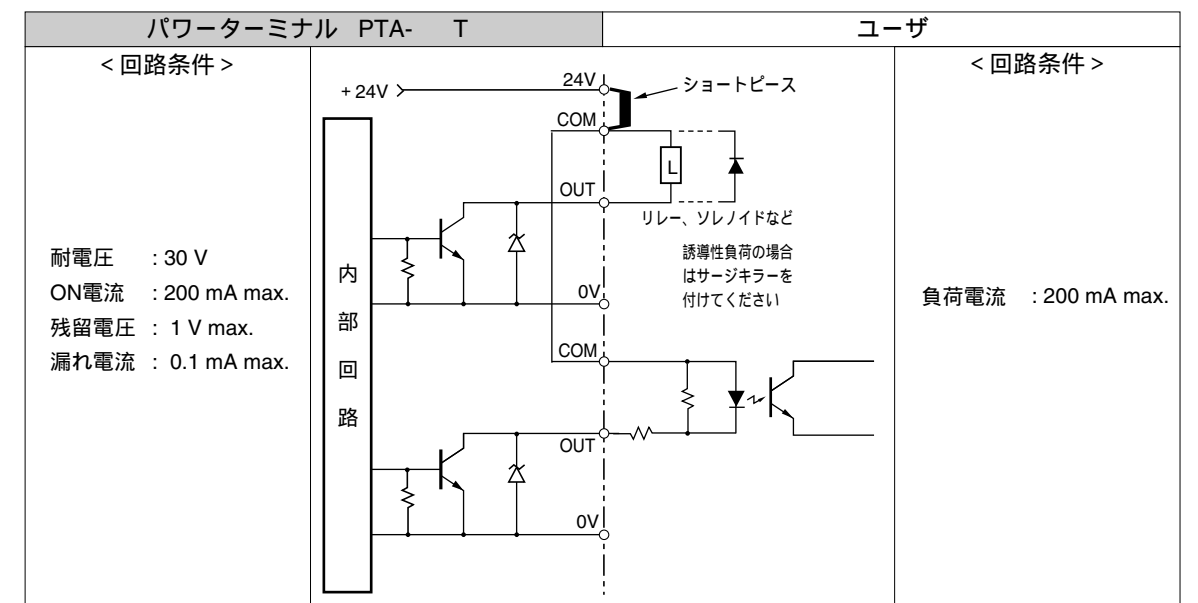 パワーターミナル PTA-　T
ユーザ
<回路条件>
耐電圧 : 30 V
ON電流 : 200 mA max.
残留電圧 : 1 V max.
漏れ電流 : 0.1 mA max.
+24V
24V
ショートピース
COM
L
OUT
リレー、ソレノイドなど
誘導性負荷の場合
はサージキラーを
付けてください
0V
内部回路
COM
OUT
0V
<回路条件>
負荷電流 : 200 mA max.